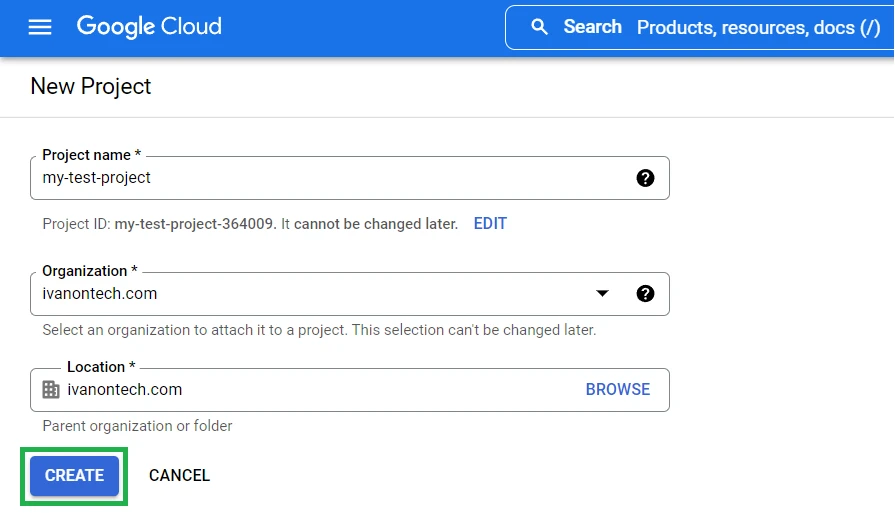 Google Cloud
Search Products, resources, docs (/)
New Project
Project name *
my-test-project
Project ID: my-test-project-364009. It cannot be changed later. EDIT
Organization *
ivanontech.com
Select an organization to attach it to a project. This selection can't be changed later.
Location *
ivanontech.com BROWSE
Parent organization or folder
CREATE CANCEL